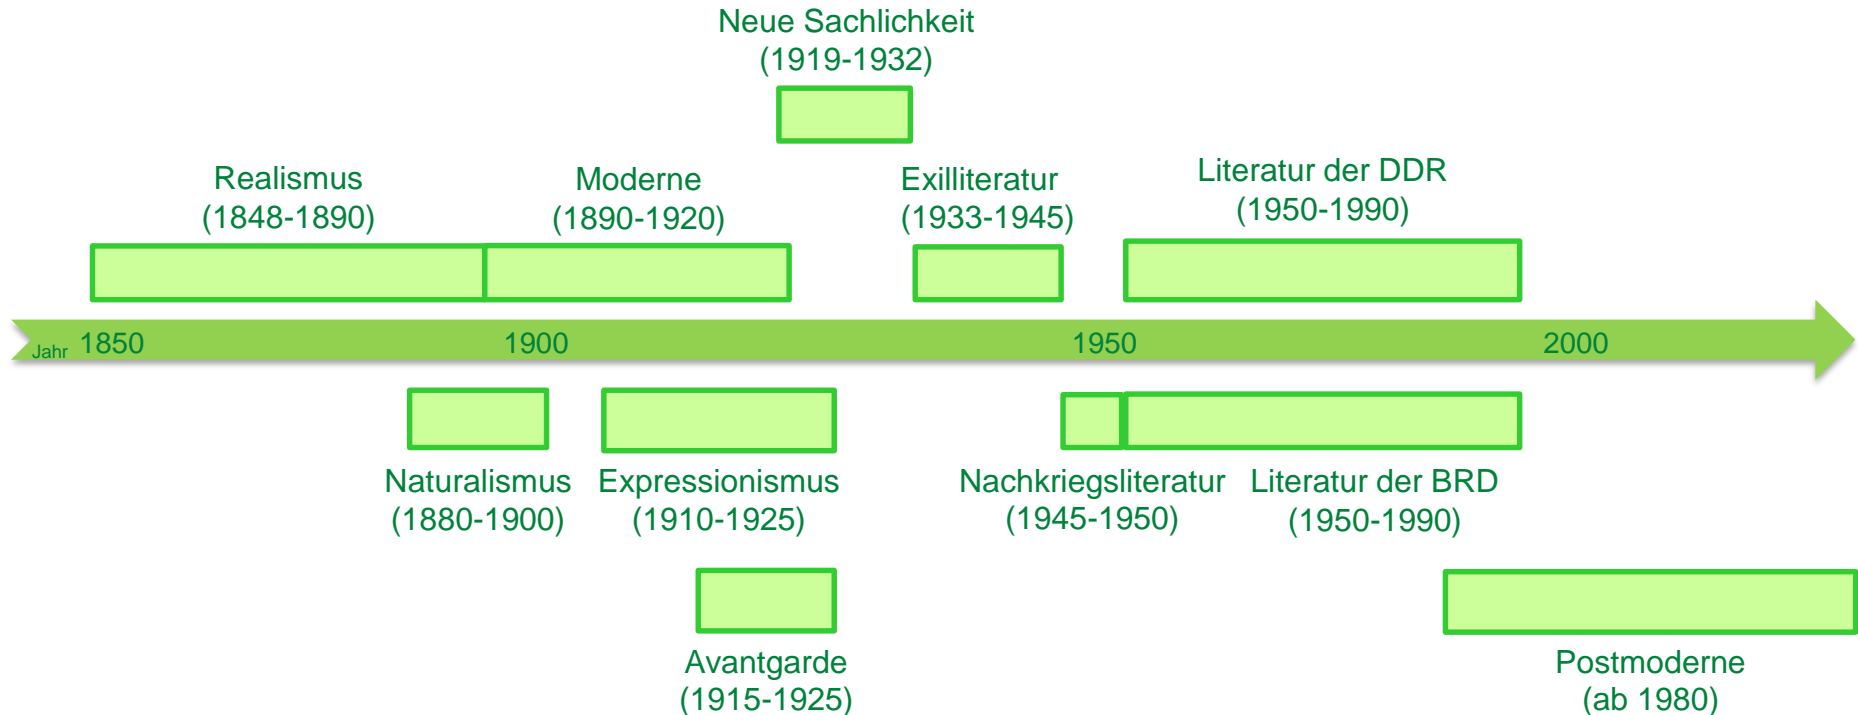 Neue Sachlichkeit
(1919-1932)
Realismus
(1848-1890)
Moderne
(1890-1920)
Exilliteratur
(1933-1945)
Literatur der DDR
(1950-1990)
Jahr 1850 1900 1950 2000
Naturalismus
(1880-1900)
Expressionismus
(1910-1925)
Nachkriegsliteratur
(1945-1950)
Literatur der BRD
(1950-1990)
Avantgarde
(1915-1925)
Postmoderne
(ab 1980)